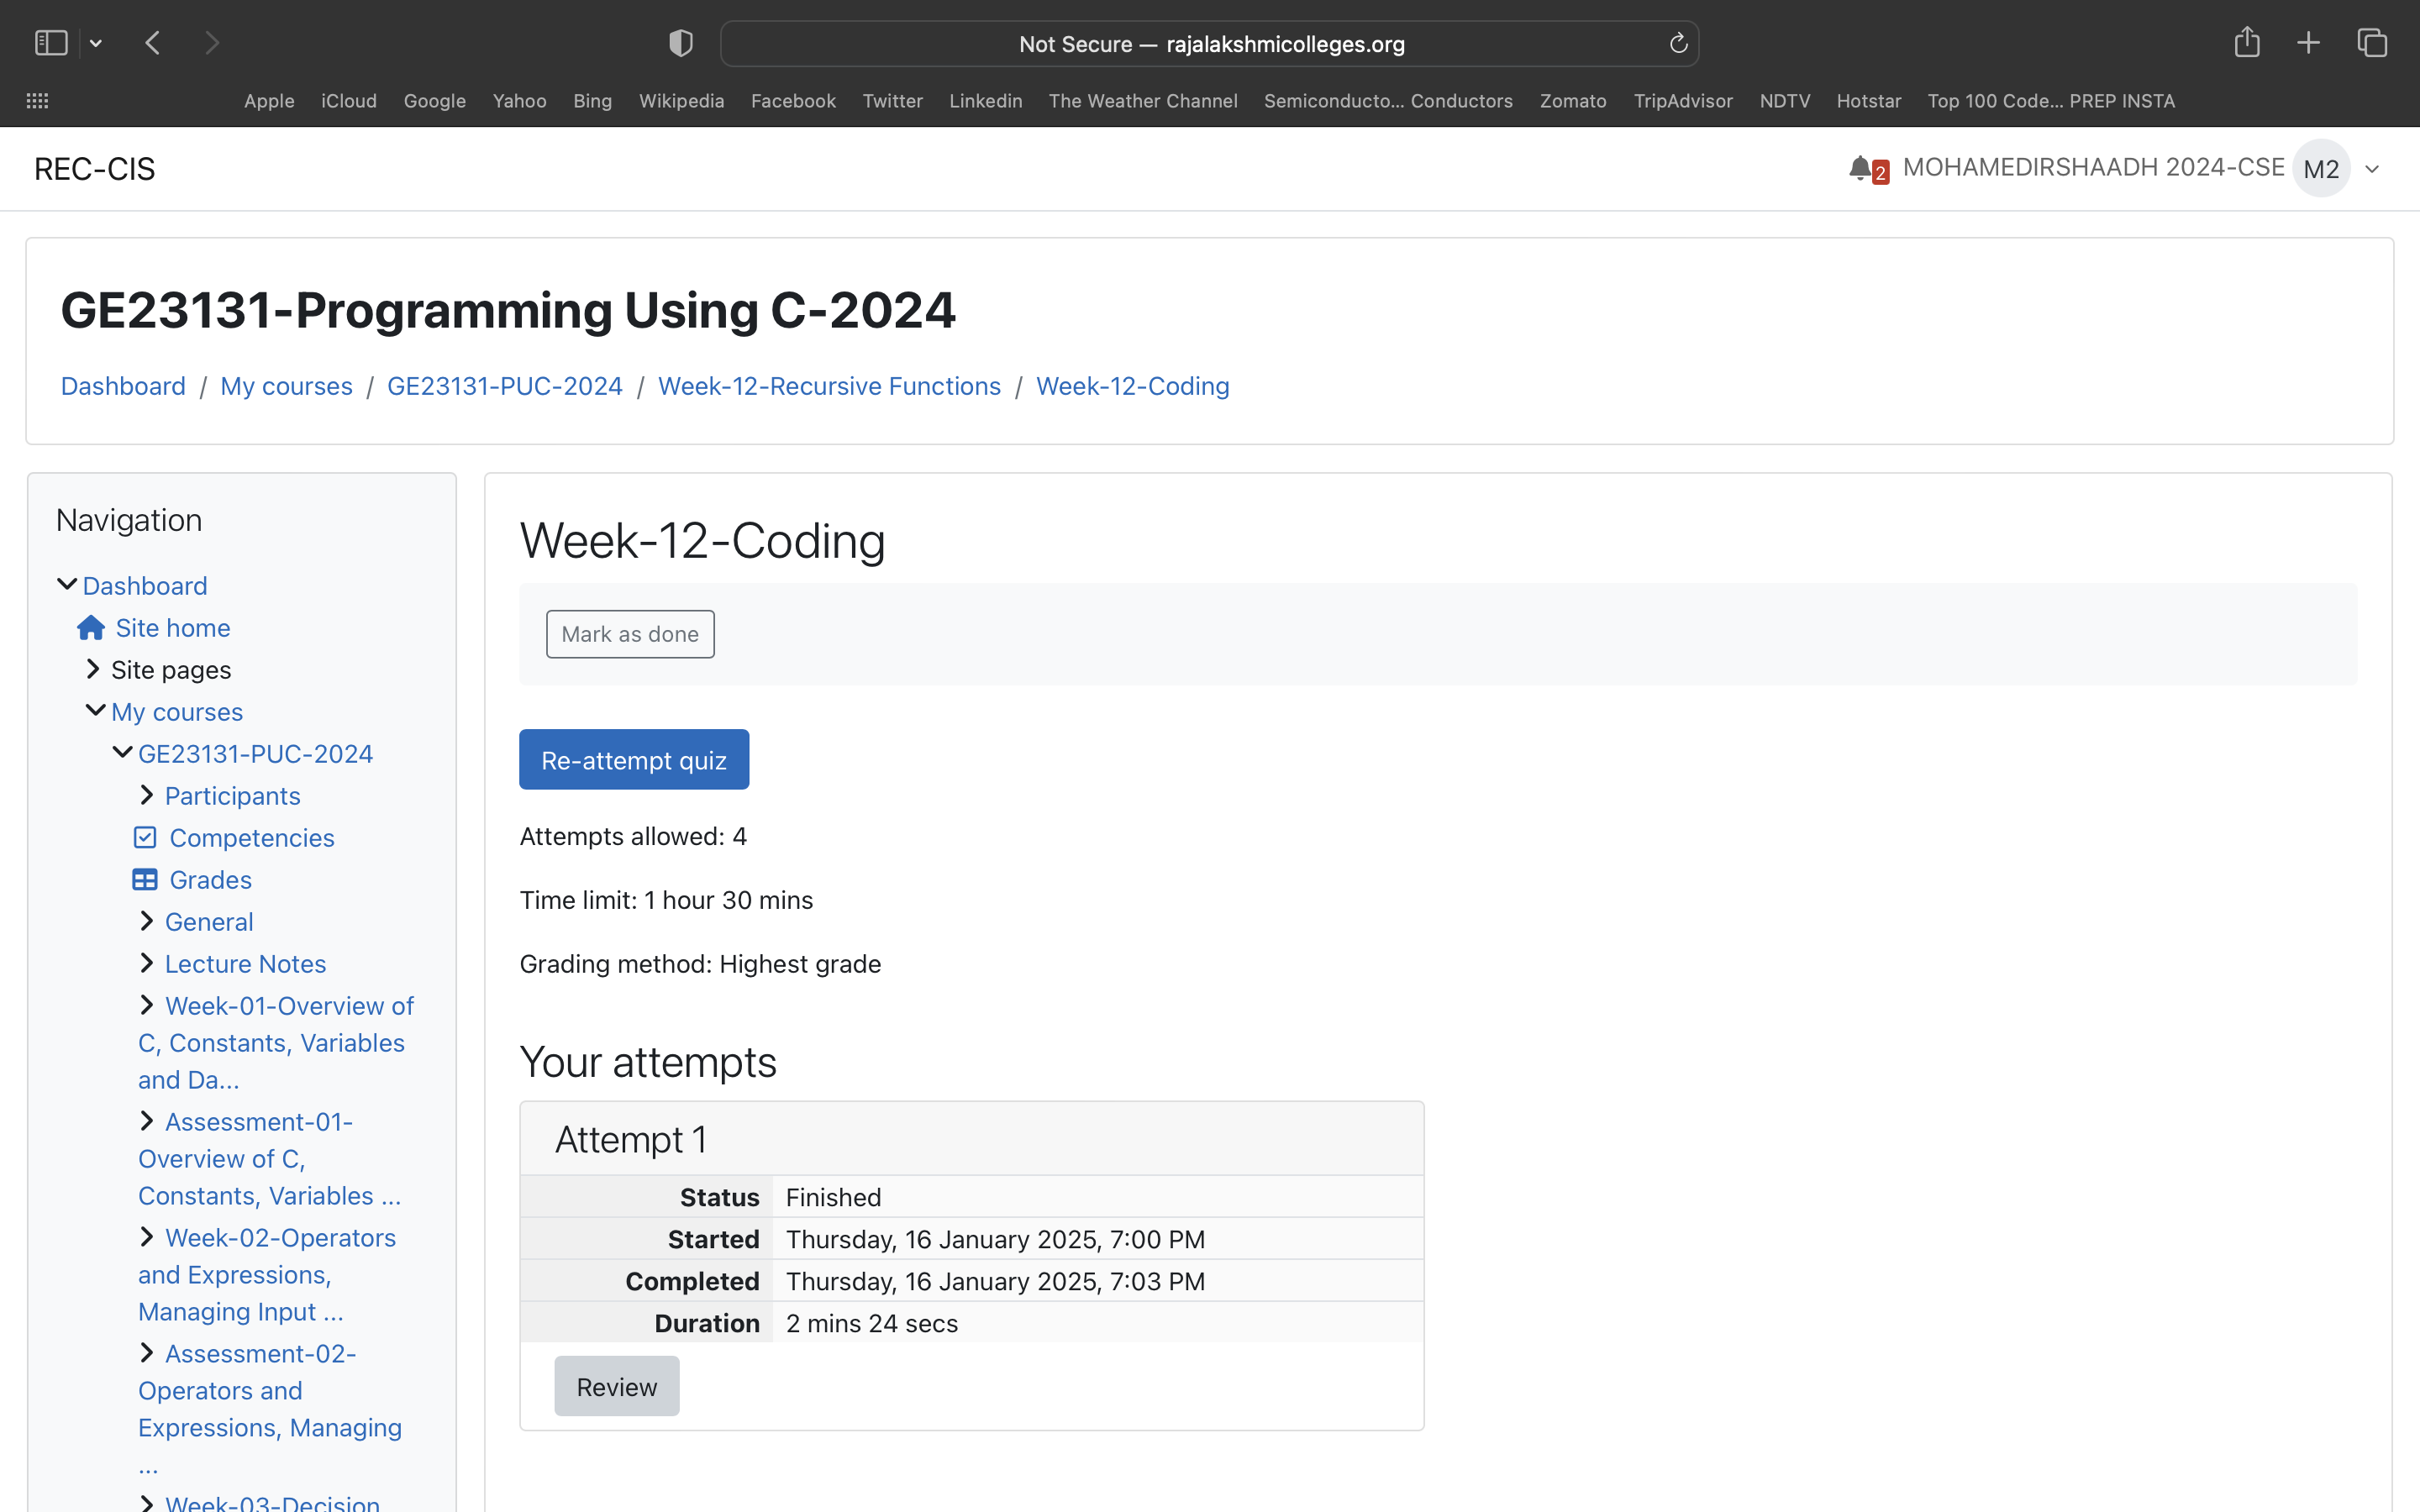 Not Secure — rajalakshmicolleges.org
Apple iCloud Google Yahoo Bing Wikipedia Facebook Twitter Linkedin The Weather Channel Semiconducto... Conductors Zomato TripAdvisor NDTV Hotstar Top 100 Code... PREP INSTA
REC-CIS
2 MOHAMEDIRSHAADH 2024-CSE M2
GE23131-Programming Using C-2024
Dashboard / My courses / GE23131-PUC-2024 / Week-12-Recursive Functions / Week-12-Coding
Navigation
Dashboard
Site home
Site pages
My courses
GE23131-PUC-2024
Participants
Competencies
Grades
General
Lecture Notes
Week-01-Overview of
C, Constants, Variables
and Da...
Assessment-01-
Overview of C,
Constants, Variables ...
Week-02-Operators
and Expressions,
Managing Input ...
Assessment-02-
Operators and
Expressions, Managing
...
Week-03-Decision
Week-12-Coding
Mark as done
Re-attempt quiz
Attempts allowed: 4
Time limit: 1 hour 30 mins
Grading method: Highest grade
Your attempts
Attempt 1
Status Finished
Started Thursday, 16 January 2025, 7:00 PM
Completed Thursday, 16 January 2025, 7:03 PM
Duration 2 mins 24 secs
Review